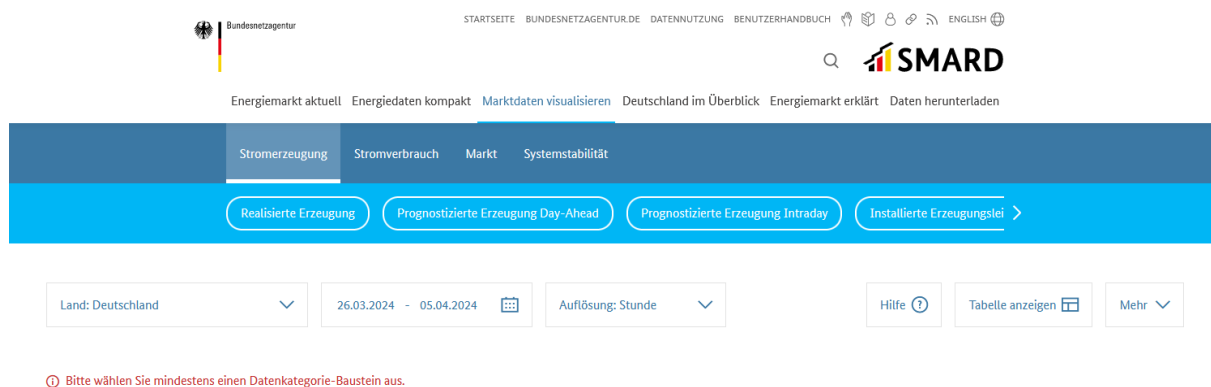 Bundesnetzagentur
STARTSEITE BUNDESNETZAGENTUR.DE DATENNUTZUNG BENUTZERHANDBUCH ENGLISH
SMARD
Energiemarkt aktuell Energiedaten kompakt Marktdaten visualisieren Deutschland im Überblick Energiemarkt erklärt Daten herunterladen
Stromerzeugung Stromverbrauch Markt Systemstabilität
Realisierte Erzeugung Prognostizierte Erzeugung Day-Ahead Prognostizierte Erzeugung Intraday Installierte Erzeugungslei
Land: Deutschland 26.03.2024 - 05.04.2024 Auflösung: Stunde Hilfe ? Tabelle anzeigen Mehr
Bitte wählen Sie mindestens einen Datenkategorie-Baustein aus.